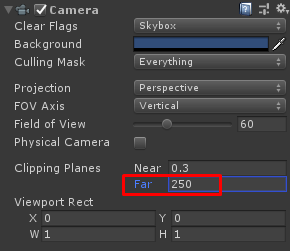 Camera
Clear Flags Skybox
Background
Culling Mask Everything
Projection Perspective
FOV Axis Vertical
Field of View 60
Physical Camera
Clipping Planes Near 0.3
Far 250
Viewport Rect
X 0 Y 0
W 1 H 1